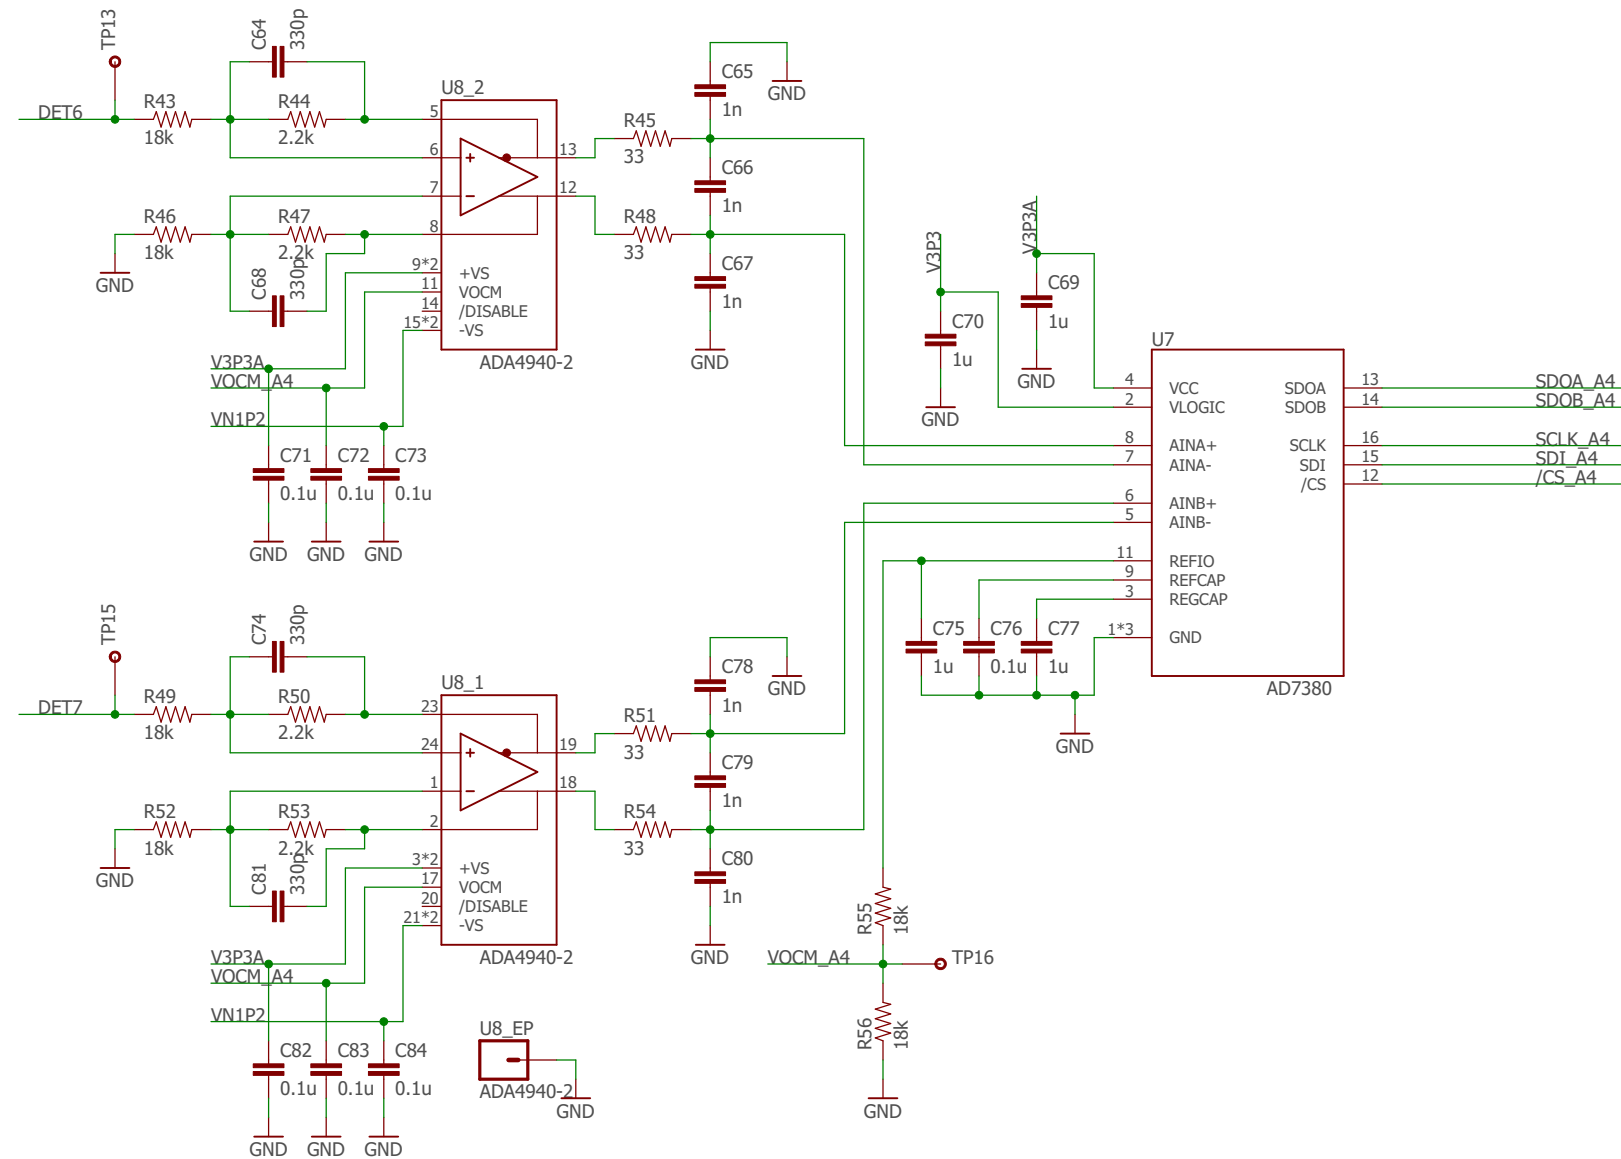 TP13
C64
330p
DET6
R43
18k
R44
2.2k
U8_2
5
6
7
8
13
12
R46
18k
R47
2.2k
C68
330p
GND
9*2
+VS
11
VOCM
14
/DISABLE
15*2
-VS
ADA4940-2
V3P3A
VOCM_A4
VN1P2
C71
0.1u
C72
0.1u
C73
0.1u
GND
GND
GND
R45
33
R48
33
C65
1n
GND
C66
1n
C67
1n
GND
V3P3
V3P3A
C70
1u
GND
C69
1u
GND
U7
4
VCC
2
VLOGIC
8
AINA+
7
AINA-
6
AINB+
5
AINB-
11
REFIO
9
REFCAP
3
REGCAP
1*3
GND
SDOA
13
SDOA_A4
SDOB
14
SDOB_A4
SCLK
16
SCLK_A4
SDI
15
SDI_A4
/CS
12
/CS_A4
AD7380
C75
1u
C76
0.1u
C77
1u
GND
TP15
C74
330p
DET7
R49
18k
R50
2.2k
U8_1
23
24
1
2
19
18
R52
18k
R53
2.2k
C81
330p
GND
3*2
+VS
17
VOCM
20
/DISABLE
21*2
-VS
ADA4940-2
V3P3A
VOCM_A4
VN1P2
C82
0.1u
C83
0.1u
C84
0.1u
GND
GND
GND
R51
33
R54
33
C78
1n
GND
C79
1n
C80
1n
GND
U8_EP
ADA4940-2
GND
R55
18k
VOCM_A4
TP16
R56
18k
GND